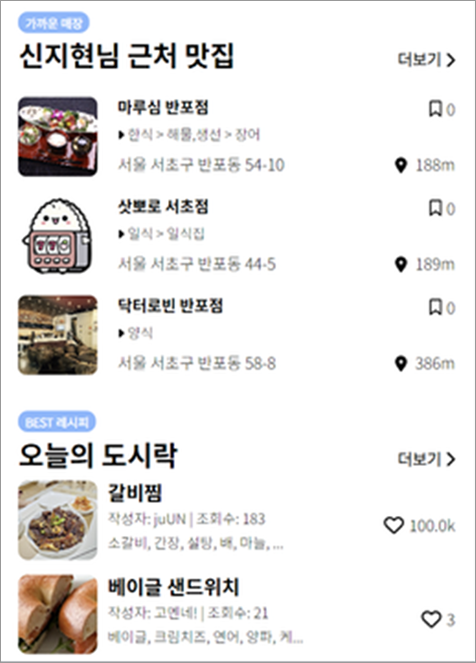 가까운 매장
신지현님 근처 맛집
더보기 >
마루심 반포점
0
▶ 한식 > 해물,생선 > 장어
서울 서초구 반포동 54-10
188m
삿뽀로 서초점
0
▶ 일식 > 일식집
서울 서초구 반포동 44-5
189m
닥터로빈 반포점
0
▶ 양식
서울 서초구 반포동 58-8
386m
BEST 레시피
오늘의 도시락
더보기 >
갈비찜
작성자: juUN | 조회수: 183
100.0k
소갈비, 간장, 설탕, 배, 마늘, ...
베이글 샌드위치
작성자: 고멘네! | 조회수: 21
3
베이글, 크림치즈, 연어, 양파, 케...